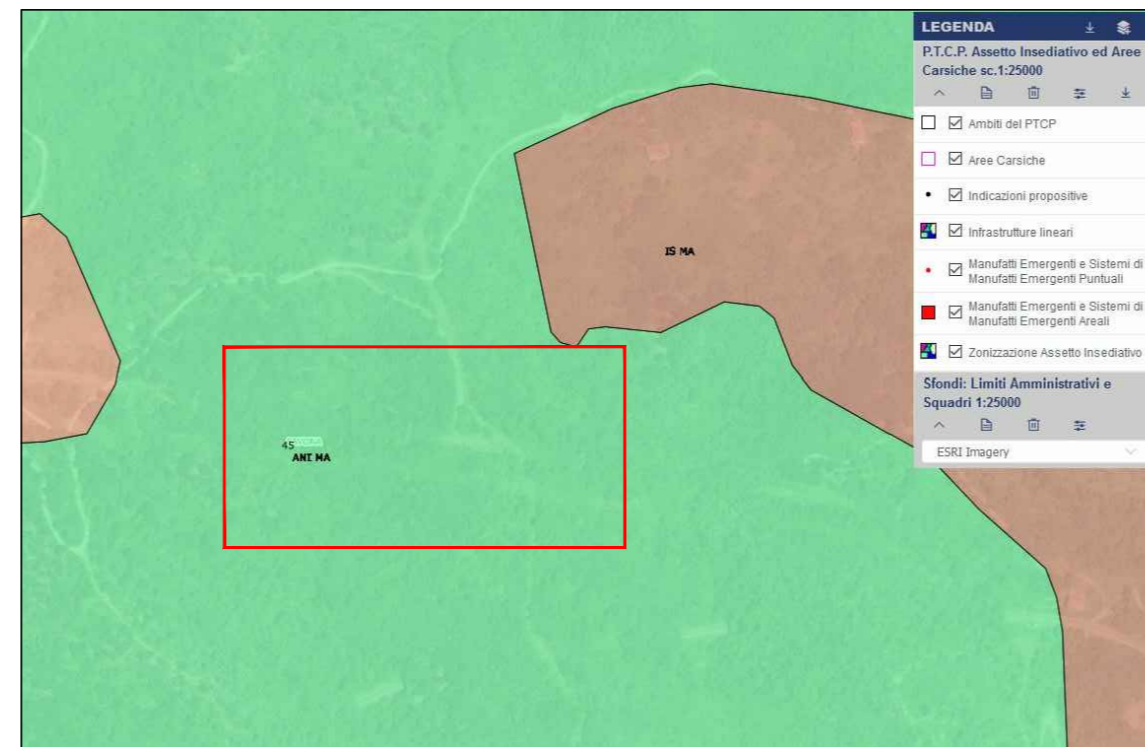 LEGENDA
P.T.C.P. Assetto Insediativo ed Aree
Carsiche sc.1:25000
Ambiti del PTCP
Aree Carsiche
Indicazioni propositive
Infrastrutture lineari
Manufatti Emergenti e Sistemi di
Manufatti Emergenti Puntuali
Manufatti Emergenti e Sistemi di
Manufatti Emergenti Areali
Zonizzazione Assetto Insediativo
Sfondi: Limiti Amministrativi e
Squadri 1:25000
ESRI Imagery
IS MA
45
ANI MA